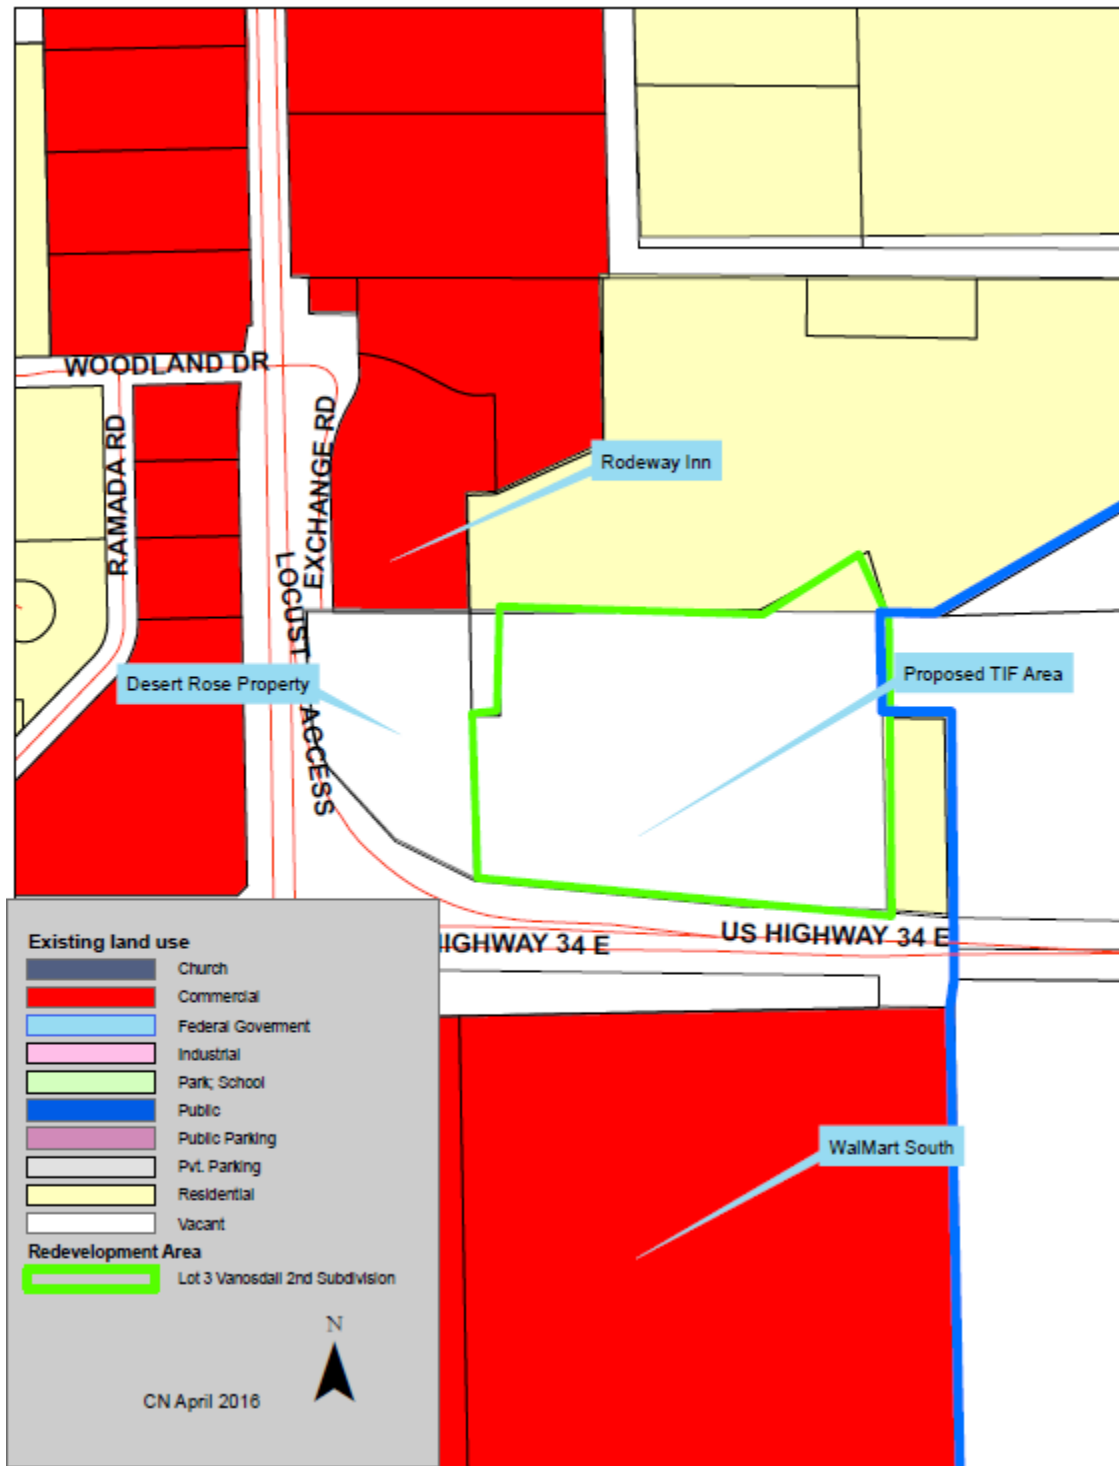 WOODLAND DR
RAMADA RD
EXCHANGE RD
LOCUST ACCESS
Rodeway Inn
Desert Rose Property
Proposed TIF Area
IGHWAY 34 E
US HIGHWAY 34 E
WalMart South
Existing land use
Church
Commercial
Federal Goverment
Industrial
Park; School
Public
Public Parking
Pvt. Parking
Residential
Vacant
Redevelopment Area
Lot 3 Vanosdall 2nd Subdivision
N
CN April 2016